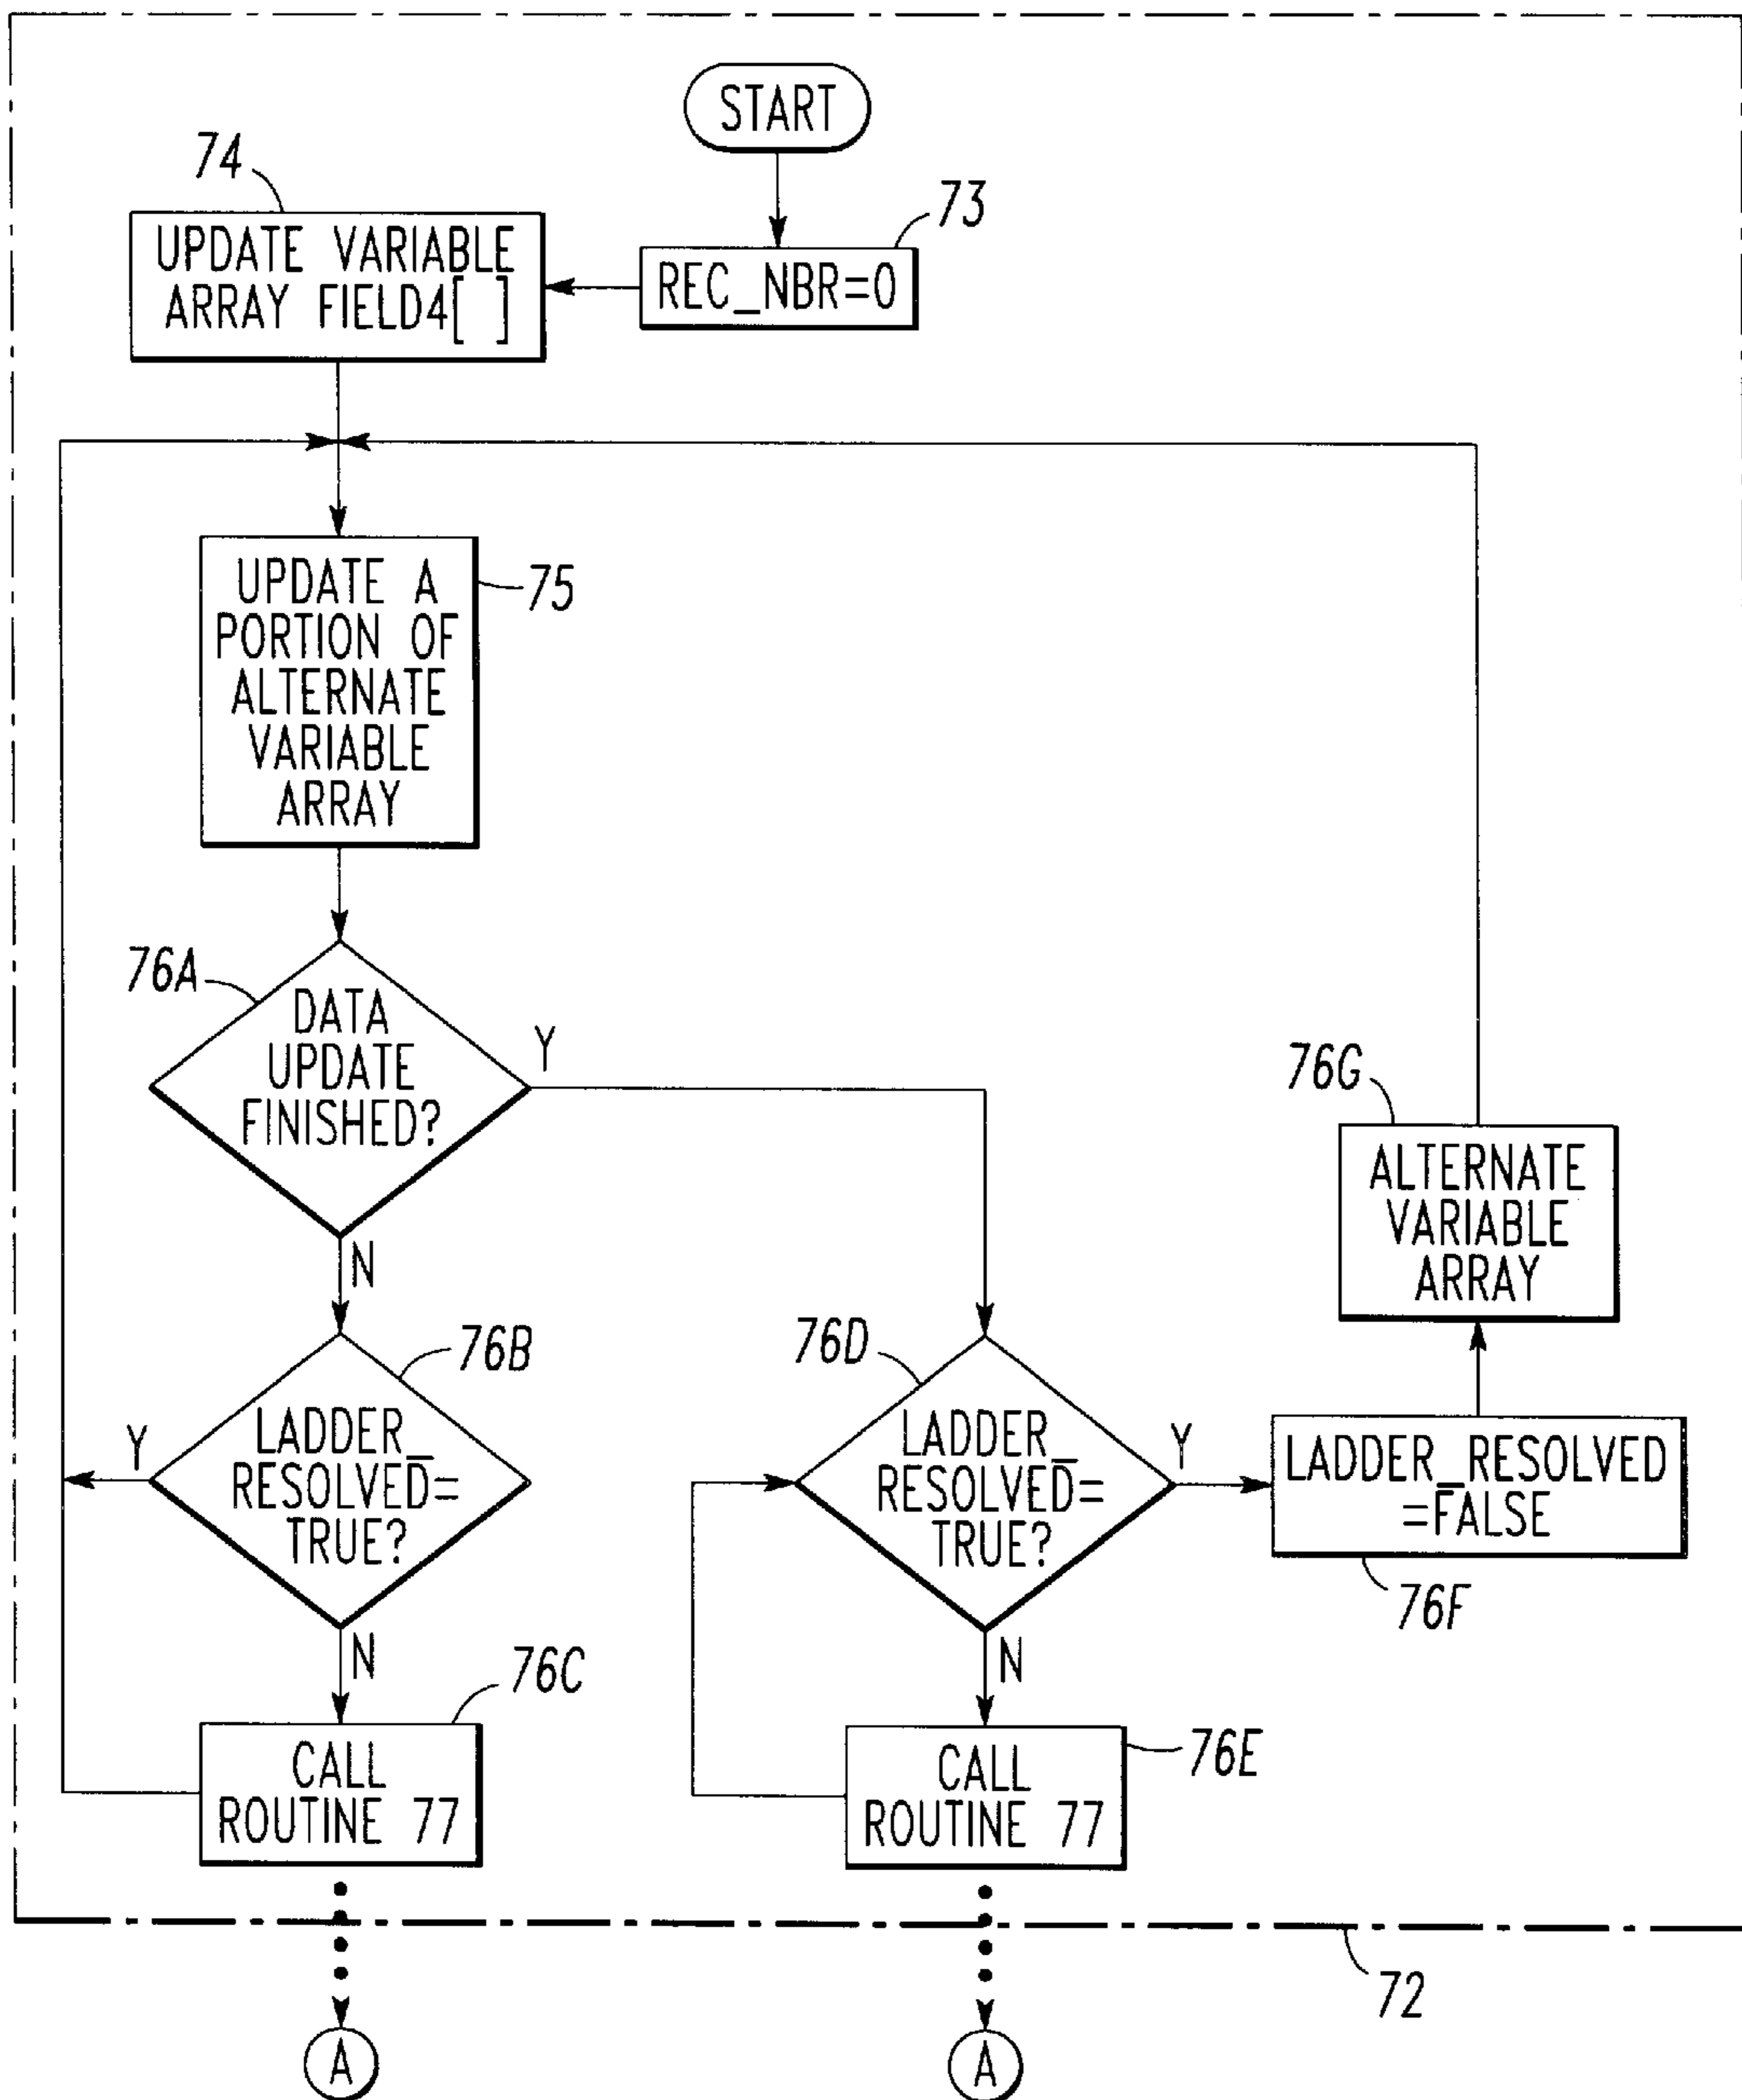 START
74
73
UPDATE VARIABLE
ARRAY FIELD4[ ]
REC_NBR=0
UPDATE A
PORTION OF
ALTERNATE
VARIABLE
ARRAY
75
76A
DATA
UPDATE
FINISHED?
Y
N
76G
ALTERNATE
VARIABLE
ARRAY
76B
LADDER_
RESOLVED=
TRUE?
Y
N
76D
LADDER_
RESOLVED=
TRUE?
Y
N
LADDER_RESOLVED
=FALSE
76F
76C
CALL
ROUTINE 77
76E
CALL
ROUTINE 77
72
A
A